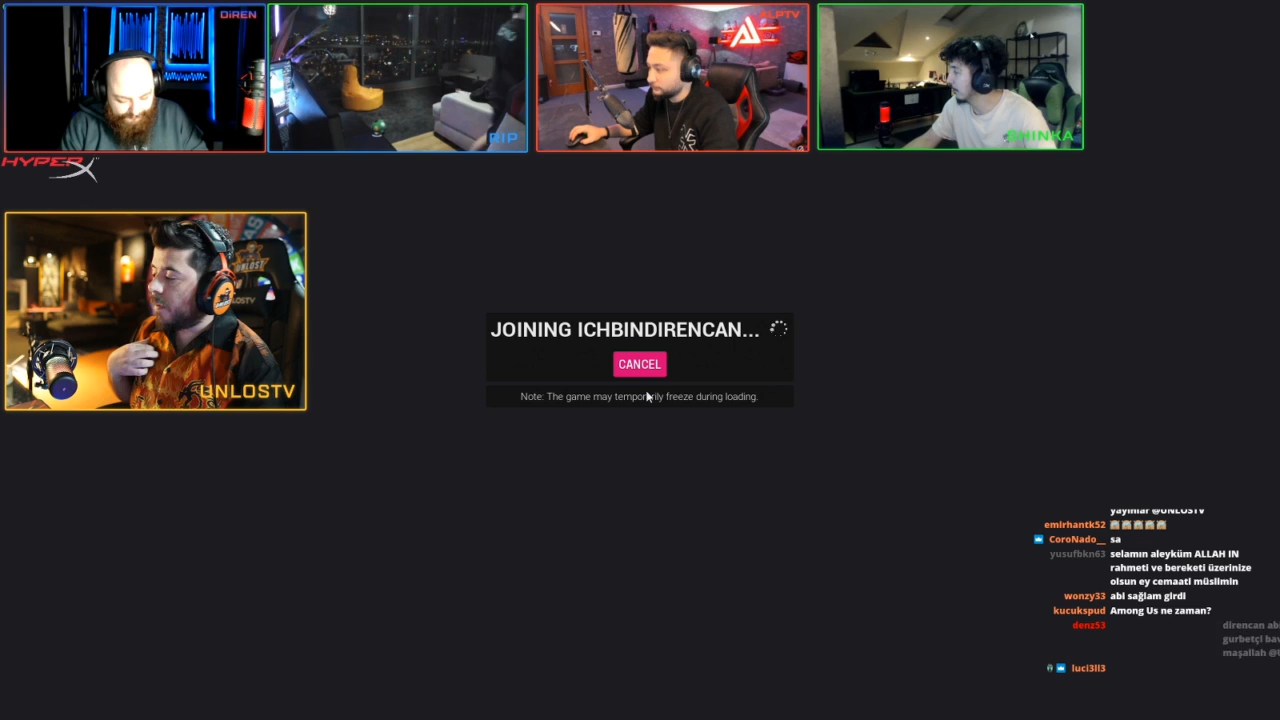 DiREN
RIP
ALPTV
SHINKA
HYPERX
UNLOST
UNLOSTV
JOINING ICHBINDIRENCAN...
CANCEL
Note: The game may temporarily freeze during loading.
yayınlar @UNLOSTV
emirhantk52
CoroNado__ sa
yusufbkn63 selamın aleyküm ALLAH IN
rahmeti ve bereketi üzerinize
olsun ey cemaati müslimin
wonzy33 abi sağlam girdi
kucukspud Among Us ne zaman?
denz53 direncan
gurbetçi
maşallah
luci3ll3